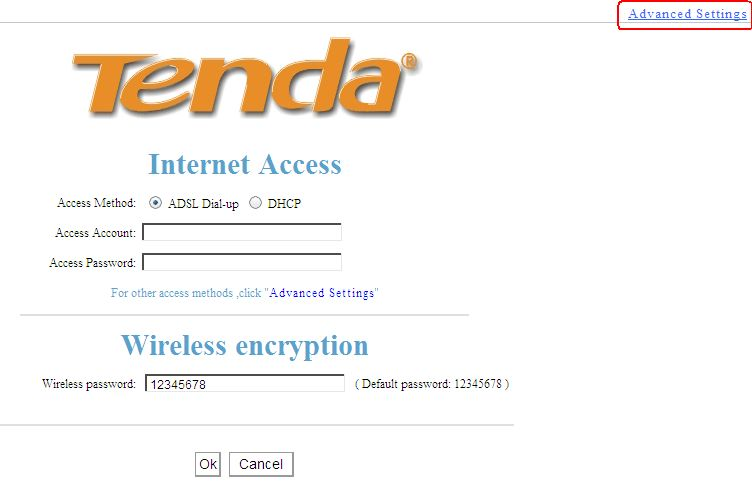 Advanced Settings
Tenda®
Internet Access
Access Method: ADSL Dial-up DHCP
Access Account:
Access Password:
For other access methods ,click "Advanced Settings"
Wireless encryption
Wireless password: 12345678 ( Default password: 12345678 )
Ok Cancel